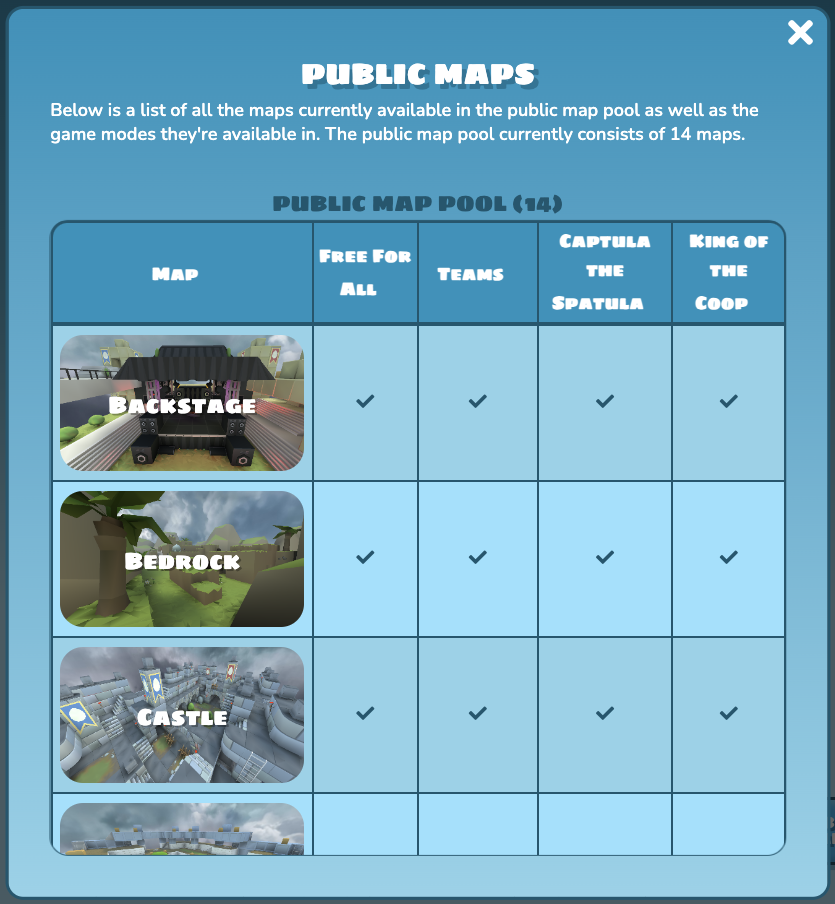 PUBLIC MAPS
Below is a list of all the maps currently available in the public map pool as well as the
game modes they're available in. The public map pool currently consists of 14 maps.
PUBLIC MAP POOL (14)
Map
Free For
All
Teams
Captula
the
Spatula
King of
the
Coop
Backstage
Bedrock
Castle